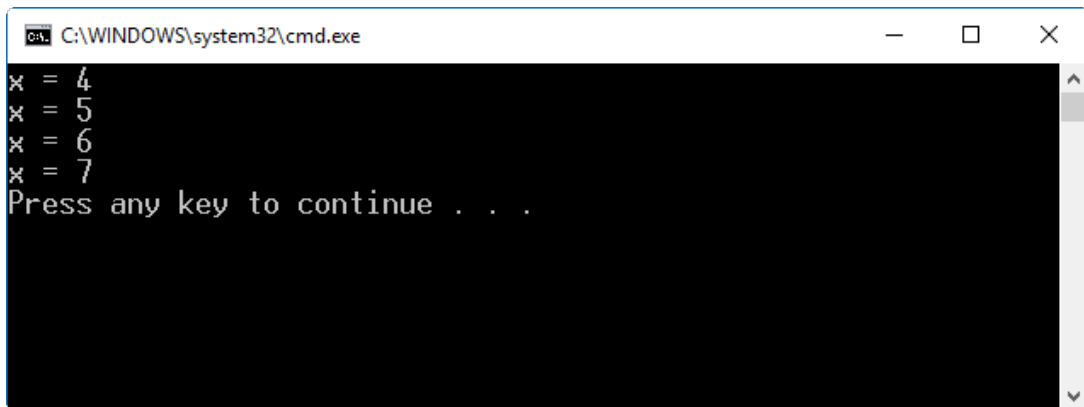 C:\WINDOWS\system32\cmd.exe
x = 4
x = 5
x = 6
x = 7
Press any key to continue . . .